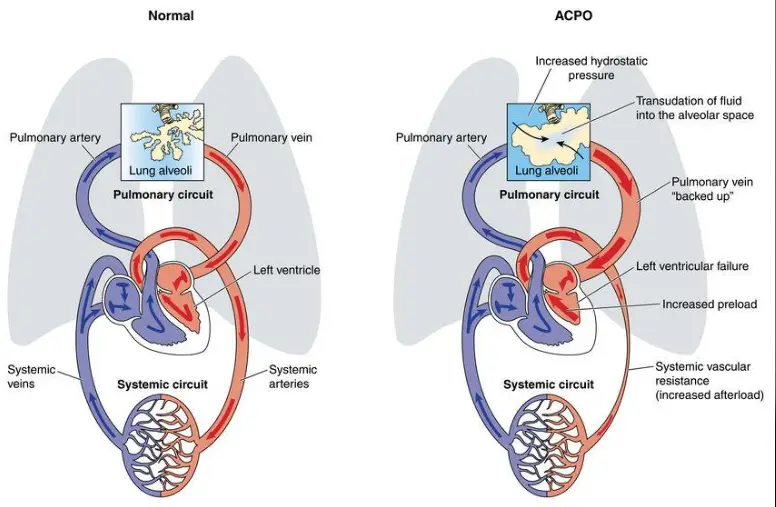 Normal
Pulmonary artery
Pulmonary vein
Lung alveoli
Pulmonary circuit
Left ventricle
Systemic
veins
Systemic circuit
Systemic
arteries
ACPO
Increased hydrostatic
pressure
Transudation of fluid
into the alveolar space
Pulmonary artery
Lung alveoli
Pulmonary circuit
Pulmonary vein
“backed up”
Left ventricular failure
Increased preload
Systemic circuit
Systemic vascular
resistance
(increased afterload)